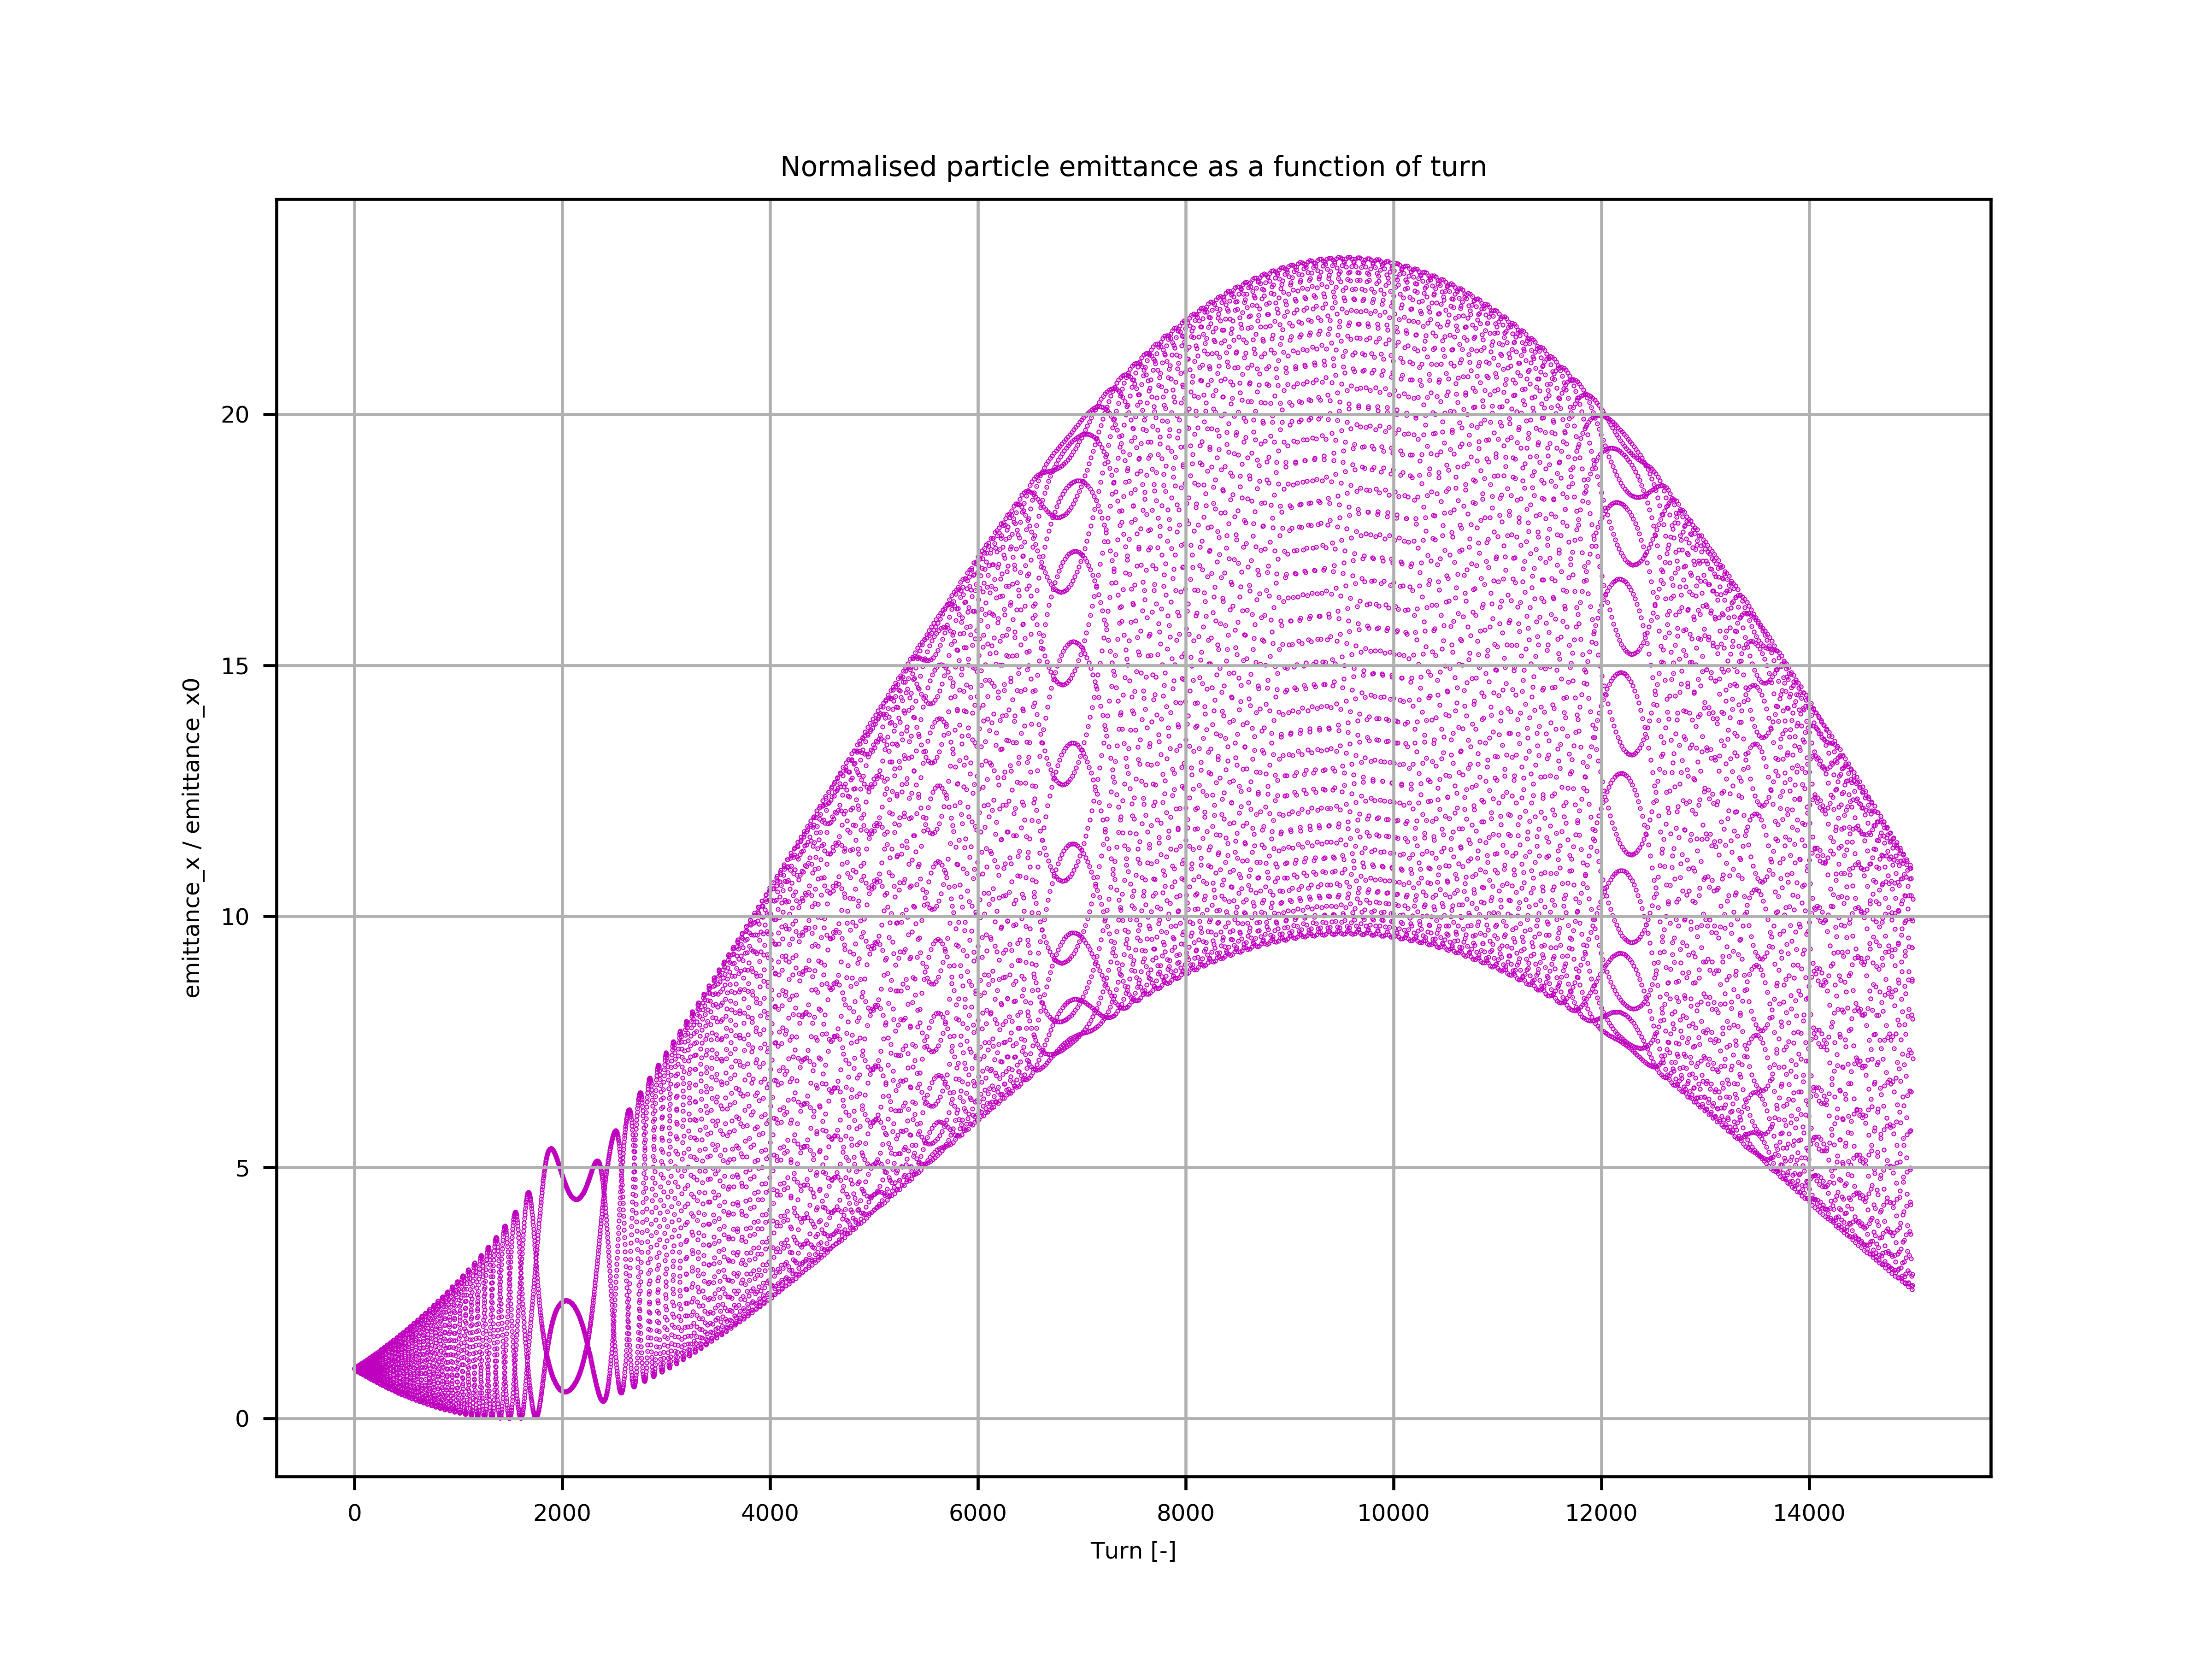 Normalised particle emittance as a function of turn
emittance_x / emittance_x0
20
15
10
5
0
0 2000 4000 6000 8000 10000 12000 14000
Turn [-]